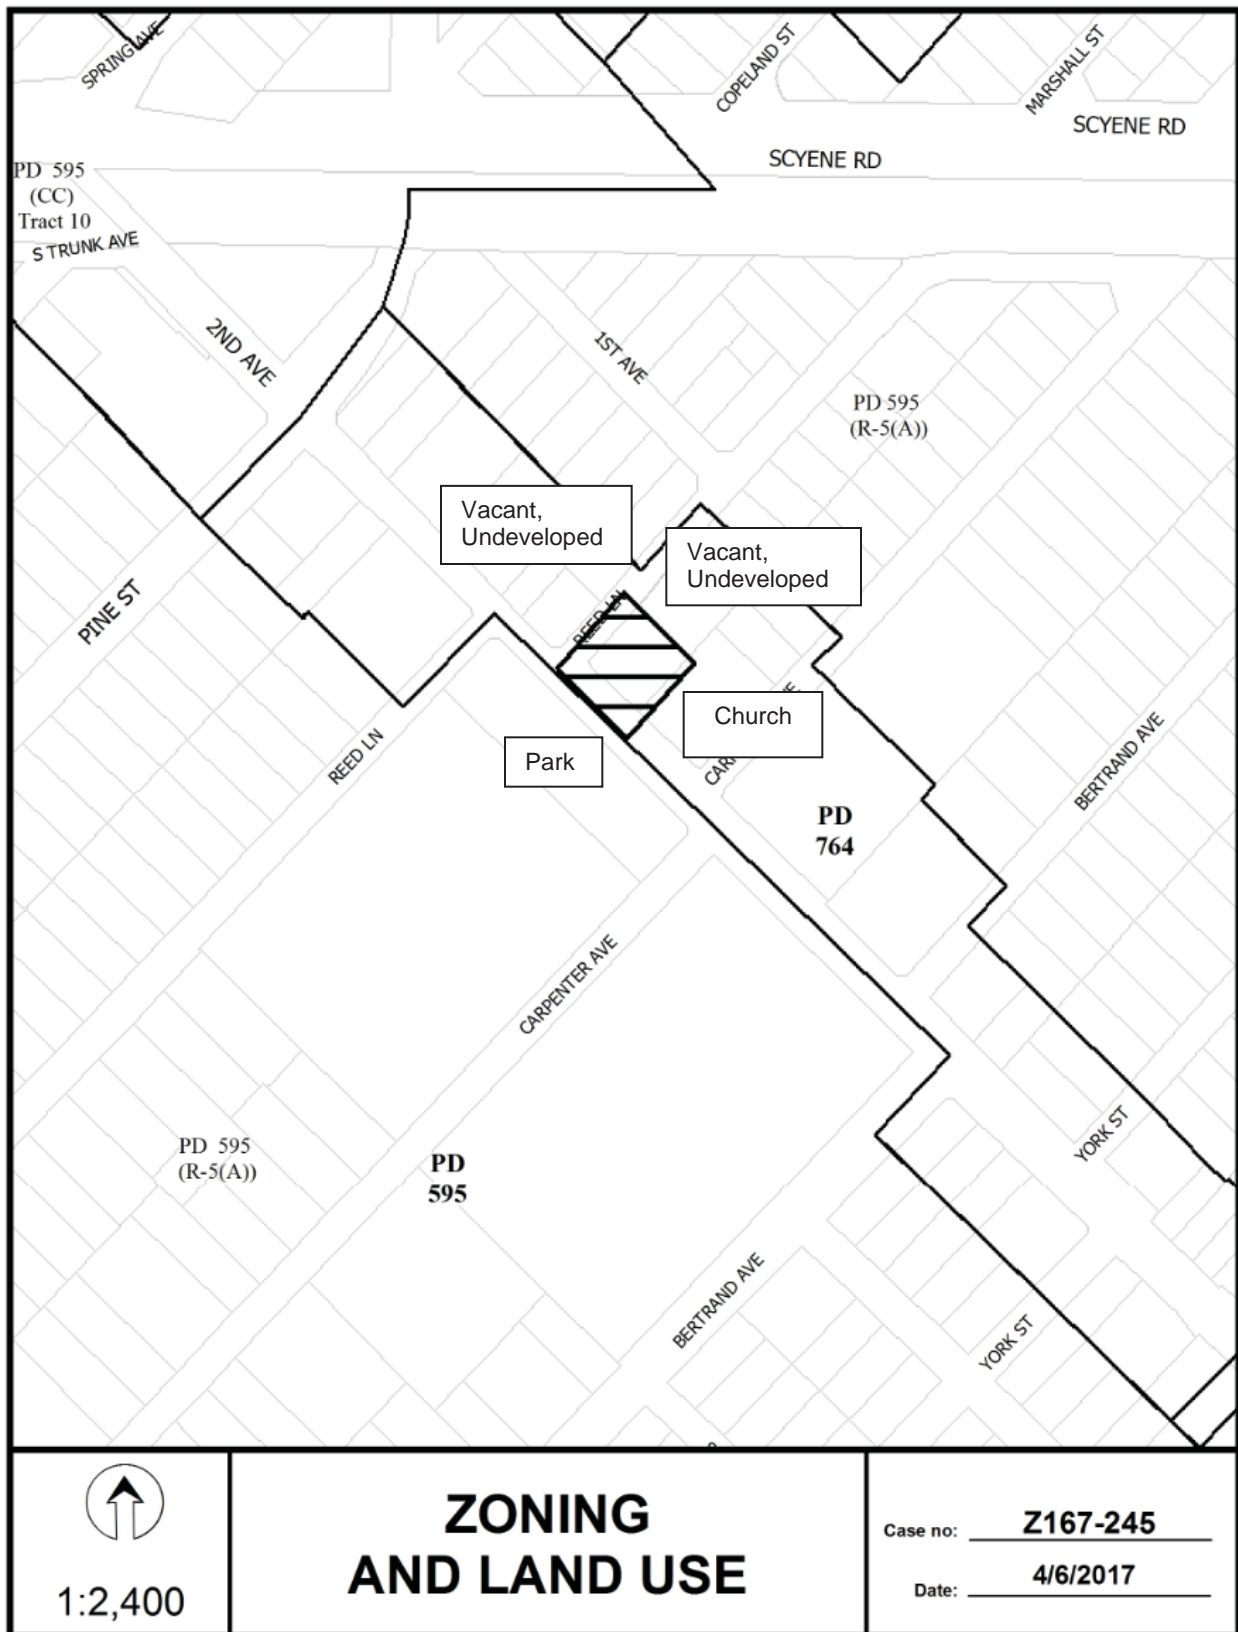 SPRING AVE
COPELAND ST
MARSHALL ST
SCYENE RD
SCYENE RD
PD 595
(CC)
Tract 10
S TRUNK AVE
2ND AVE
1ST AVE
PD 595
(R-5(A))
Vacant,
Undeveloped
Vacant,
Undeveloped
PINE ST
REED LN
Church
REED LN
Park
BERTRAND AVE
PD
764
CARPENTER AVE
PD 595
(R-5(A))
PD
595
YORK ST
BERTRAND AVE
YORK ST
1:2,400
ZONING
AND LAND USE
Case no: Z167-245
Date: 4/6/2017